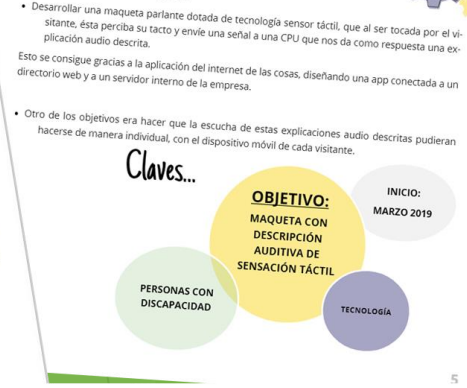 • Desarrollar una maqueta parlante dotada de tecnología sensor táctil, que al ser tocada por el vi-
sitante, ésta perciba su tacto y envíe una señal a una CPU que nos da como respuesta una ex-
plicación audio descrita.
Esto se consigue gracias a la aplicación del internet de las cosas, diseñando una app conectada a un
directorio web y a un servidor interno de la empresa.
• Otro de los objetivos era hacer que la escucha de estas explicaciones audio descritas pudieran
hacerse de manera individual, con el dispositivo móvil de cada visitante.
Claves...
OBJETIVO:
MAQUETA CON
DESCRIPCIÓN
AUDITIVA DE
SENSACIÓN TÁCTIL
INICIO:
MARZO 2019
PERSONAS CON
DISCAPACIDAD
TECNOLOGÍA
5